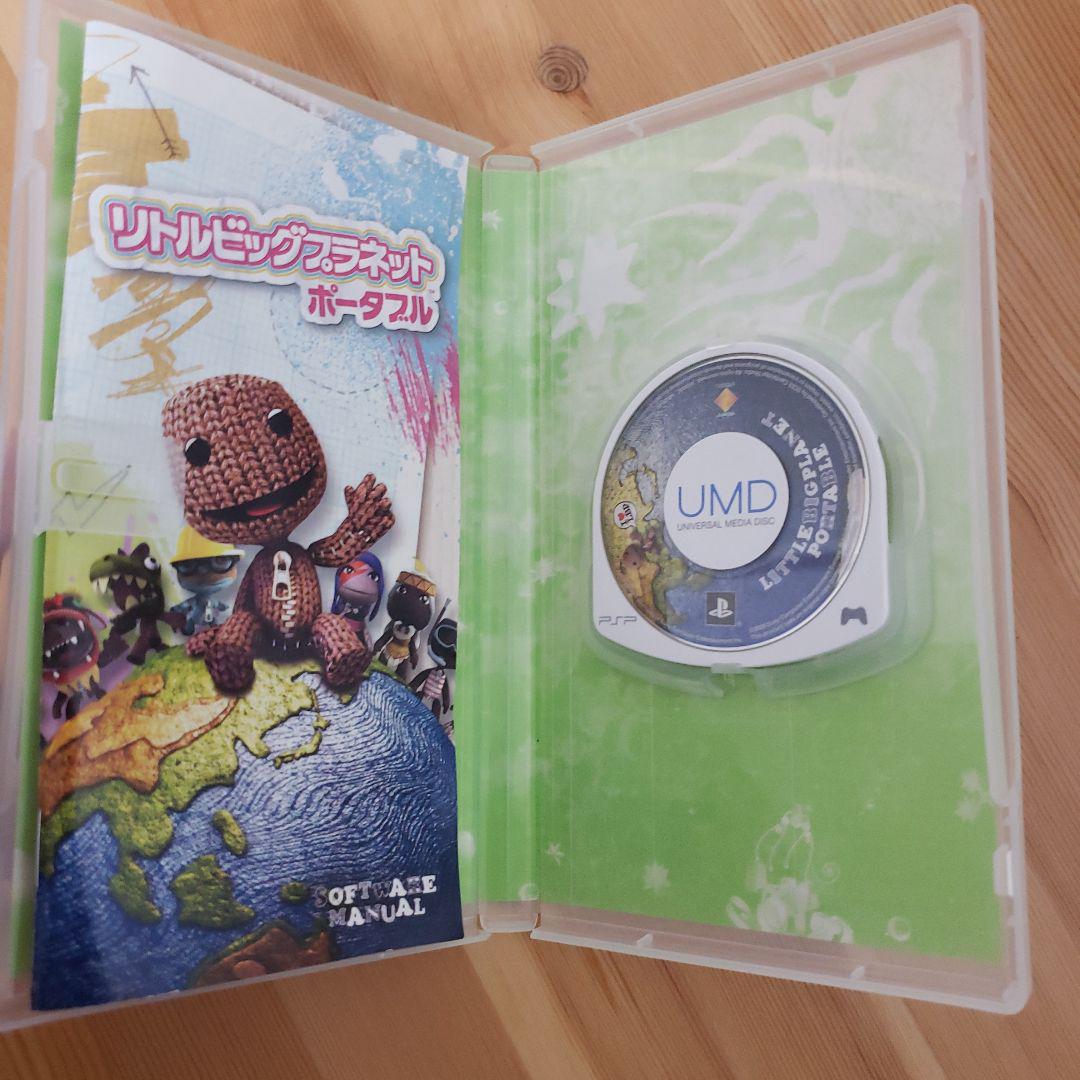 リトルビッグプラネット
ポータブル
SOFTWARE
MANUAL
LITTLEBIGPLANET
PORTABLE
UMD
UNIVERSAL MEDIA DISC
PSP